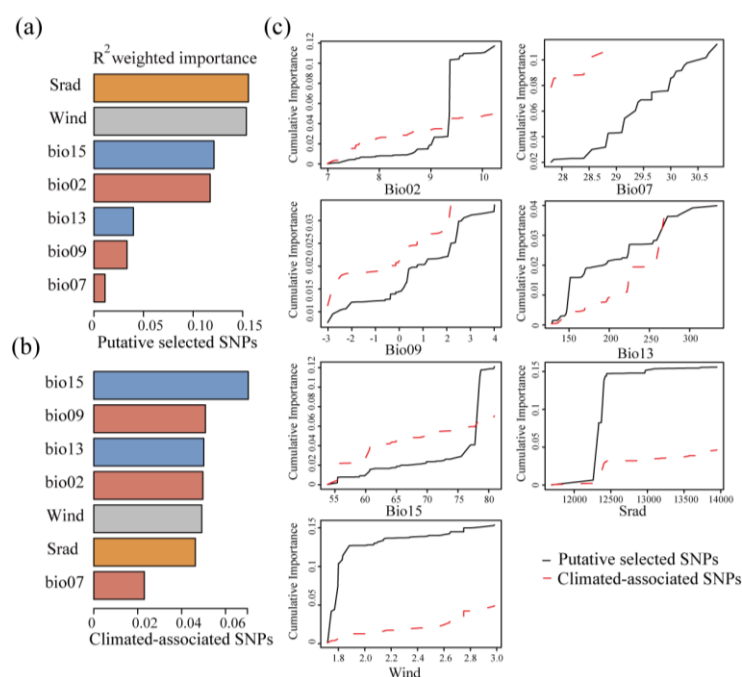 (a)
R² weighted importance
Srad
Wind
bio15
bio02
bio13
bio09
bio07
0 0.05 0.10 0.15
Putative selected SNPs
(b)
bio15
bio09
bio13
bio02
Wind
Srad
bio07
0 0.02 0.04 0.06
Climated-associated SNPs
(c)
Cumulative Importance
0 0.02 0.04 0.06 0.08 0.12
7 8 9 10
Bio02
Cumulative Importance
0.02 0.04 0.06 0.08 0.1
28 28.5 29 29.5 30 30.5
Bio07
Cumulative Importance
0.01 0.015 0.02 0.025 0.03
-3 -2 -1 0 1 2 3 4
Bio09
Cumulative Importance
0 0.01 0.02 0.03 0.04
150 200 250 300
Bio13
Cumulative Importance
0 0.02 0.04 0.06 0.08 0.12
55 60 65 70 75 80
Bio15
Cumulative Importance
0 0.05 0.10 0.15
12000 12500 13000 13500 14000
Srad
Cumulative Importance
0 0.05 0.10 0.15
1.8 2.0 2.2 2.4 2.6 2.8 3.0
Wind
Putative selected SNPs
Climated-associated SNPs